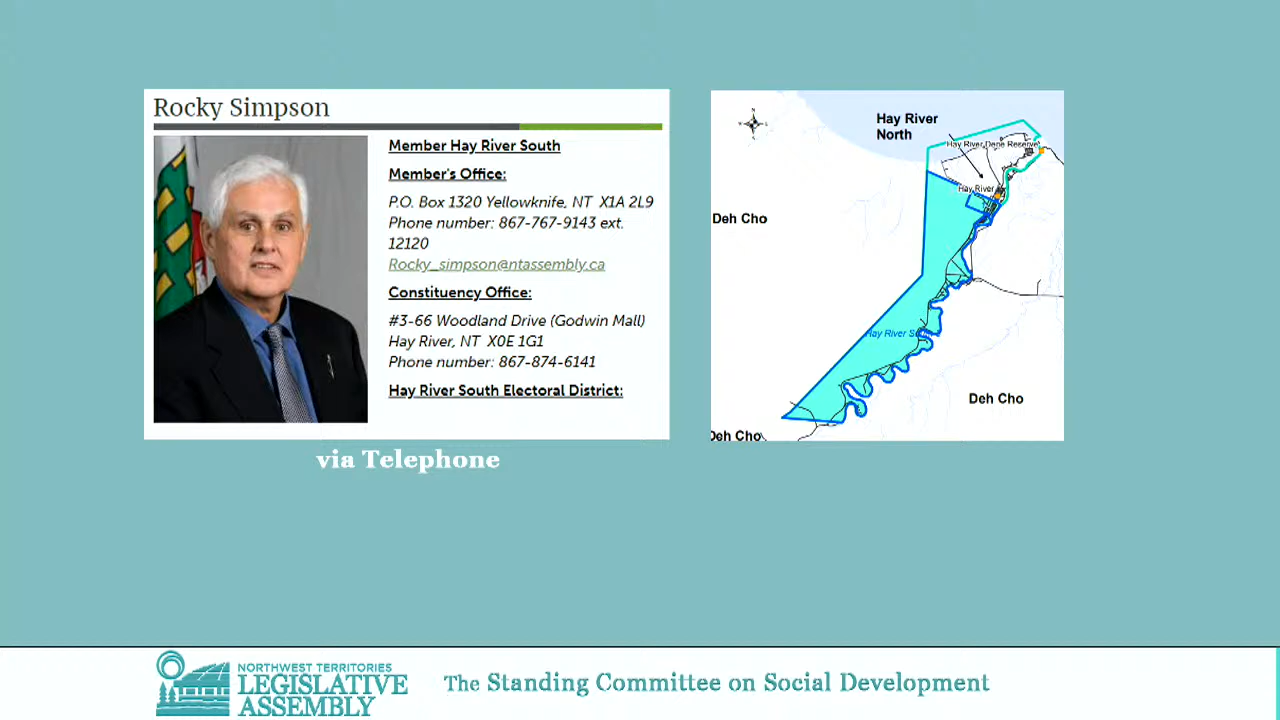 Rocky Simpson
Member Hay River South
Member's Office:
P.O. Box 1320 Yellowknife, NT X1A 2L9
Phone number: 867-767-9143 ext.
12120
Rocky_simpson@ntassembly.ca
Constituency Office:
#3-66 Woodland Drive (Godwin Mall)
Hay River, NT X0E 1G1
Phone number: 867-874-6141
Hay River South Electoral District:
via Telephone
N
Hay River
North
Hay River Dene Reserve
Hay River
Deh Cho
Hay River
Deh Cho
Deh Cho
NORTHWEST TERRITORIES
LEGISLATIVE
ASSEMBLY
The Standing Committee on Social Development